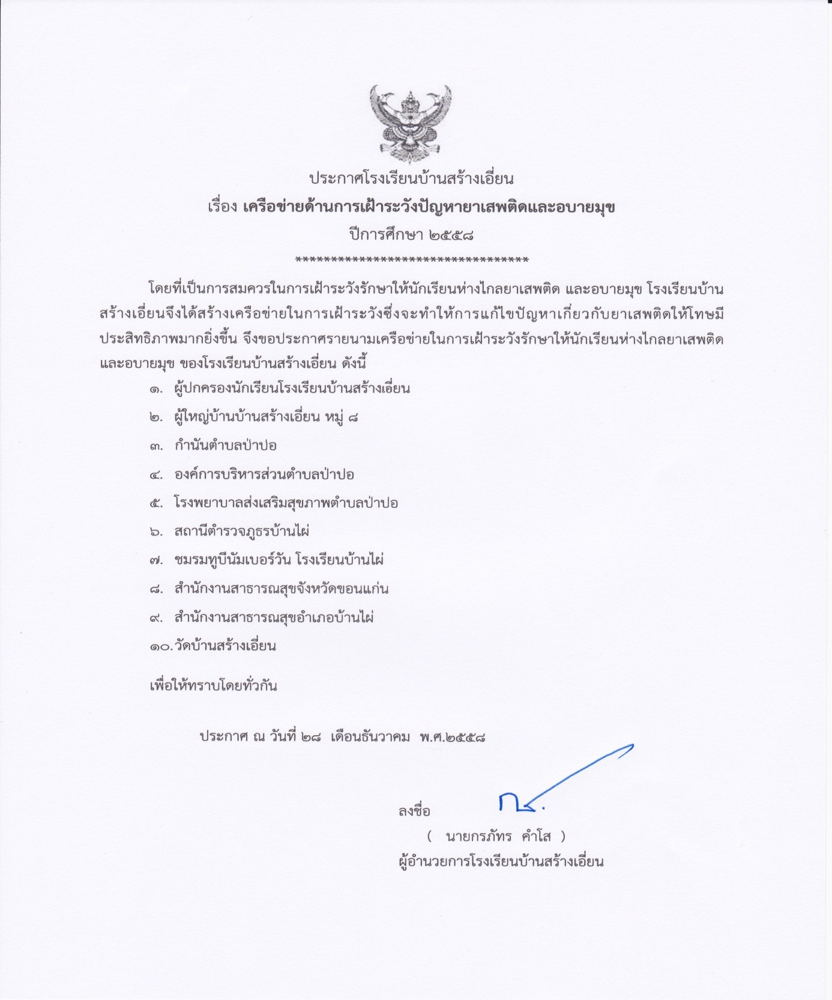 ประกาศโรงเรียนบ้านสร้างเอี่ยน
เรื่อง เครือข่ายด้านการเฝ้าระวังปัญหายาเสพติดและอบายมุข
ปีการศึกษา ๒๕๕๘
*********************************
โดยที่เป็นการสมควรในการเฝ้าระวังรักษาให้นักเรียนห่างไกลยาเสพติด และอบายมุข โรงเรียนบ้าน
สร้างเอี่ยนจึงได้สร้างเครือข่ายในการเฝ้าระวังซึ่งจะทำให้การแก้ไขปัญหาเกี่ยวกับยาเสพติดให้โทษมี
ประสิทธิภาพมากยิ่งขึ้น จึงขอประกาศรายนามเครือข่ายในการเฝ้าระวังรักษาให้นักเรียนห่างไกลยาเสพติด
และอบายมุข ของโรงเรียนบ้านสร้างเอี่ยน ดังนี้
๑. ผู้ปกครองนักเรียนโรงเรียนบ้านสร้างเอี่ยน
๒. ผู้ใหญ่บ้านบ้านสร้างเอี่ยน หมู่ ๘
๓. กำนันตำบลป่าปอ
๔. องค์การบริหารส่วนตำบลป่าปอ
๕. โรงพยาบาลส่งเสริมสุขภาพตำบลป่าปอ
๖. สถานีตำรวจภูธรบ้านไผ่
๗. ชมรมทูบีนัมเบอร์วัน โรงเรียนบ้านไผ่
๘. สำนักงานสาธารณสุขจังหวัดขอนแก่น
๙. สำนักงานสาธารณสุขอำเภอบ้านไผ่
๑๐.วัดบ้านสร้างเอี่ยน
เพื่อให้ทราบโดยทั่วกัน
ประกาศ ณ วันที่ ๒๘ เดือนธันวาคม พ.ศ.๒๕๕๘
ลงชื่อ
( นายกรภัทร คำโส )
ผู้อำนวยการโรงเรียนบ้านสร้างเอี่ยน